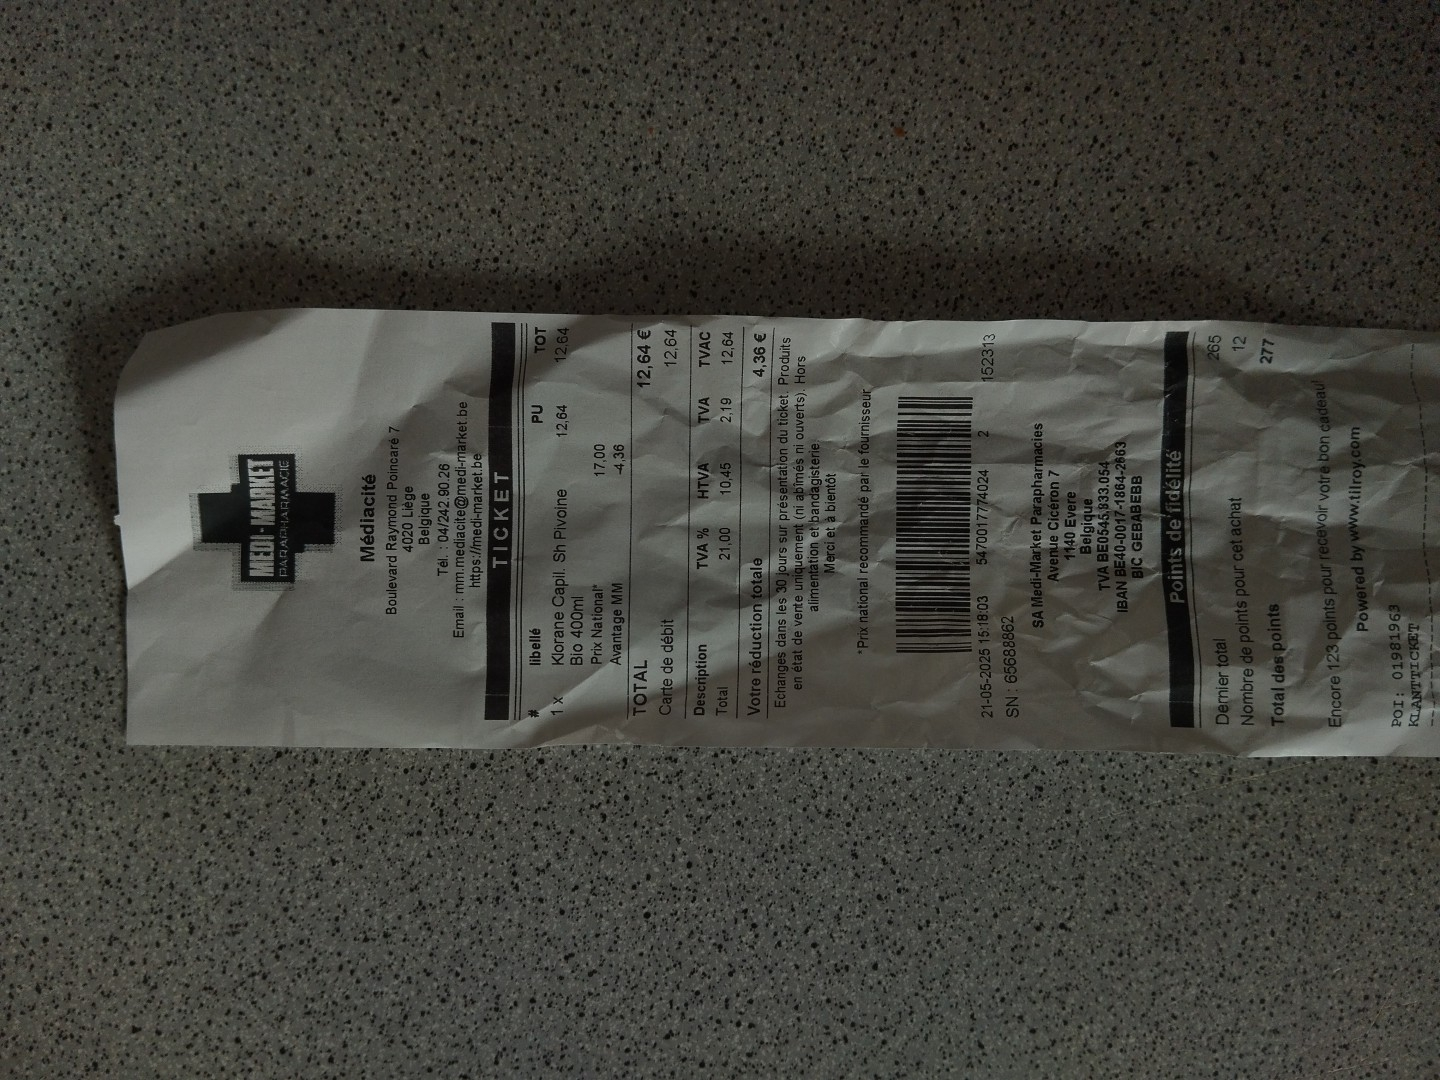 MEDI-MARKET
PARAPHARMACIE
Médiacité
Boulevard Raymond Poincaré 7
4020 Liège
Belgique
Tél. : 04/242.90.26
Email : mm.mediacite@medi-market.be
https://medi-market.be
TICKET
# libellé PU TOT
1 x Klorane Capil. Sh Pivoine 12,64 12,64
Bio 400ml
Prix National* 17,00
Avantage MM -4,36
TOTAL 12,64 €
Carte de débit 12,64
Description TVA % HTVA TVA TVAC
Total 21,00 10,45 2,19 12,64
Votre réduction totale 4,36 €
Echanges dans les 30 jours sur présentation du ticket. Produits
en état de vente uniquement (ni abîmés ni ouverts). Hors
alimentation et bandagisterie.
Merci et à bientôt
*Prix national recommandé par le fournisseur
21-05-2025 15:18:03 5470017774024 2 152313
SN : 65688862
SA Medi-Market Parapharmacies
Avenue Cicéron 7
1140 Evere
Belgique
TVA BE0545.833.054
IBAN BE40-0017-1864-2663
BIC GEBABEBB
Points de fidélité
Dernier total 265
Nombre de points pour cet achat 12
Total des points 277
Encore 123 points pour recevoir votre bon cadeau!
Powered by www.tilroy.com
POI: 01981963
KLANTTICKET